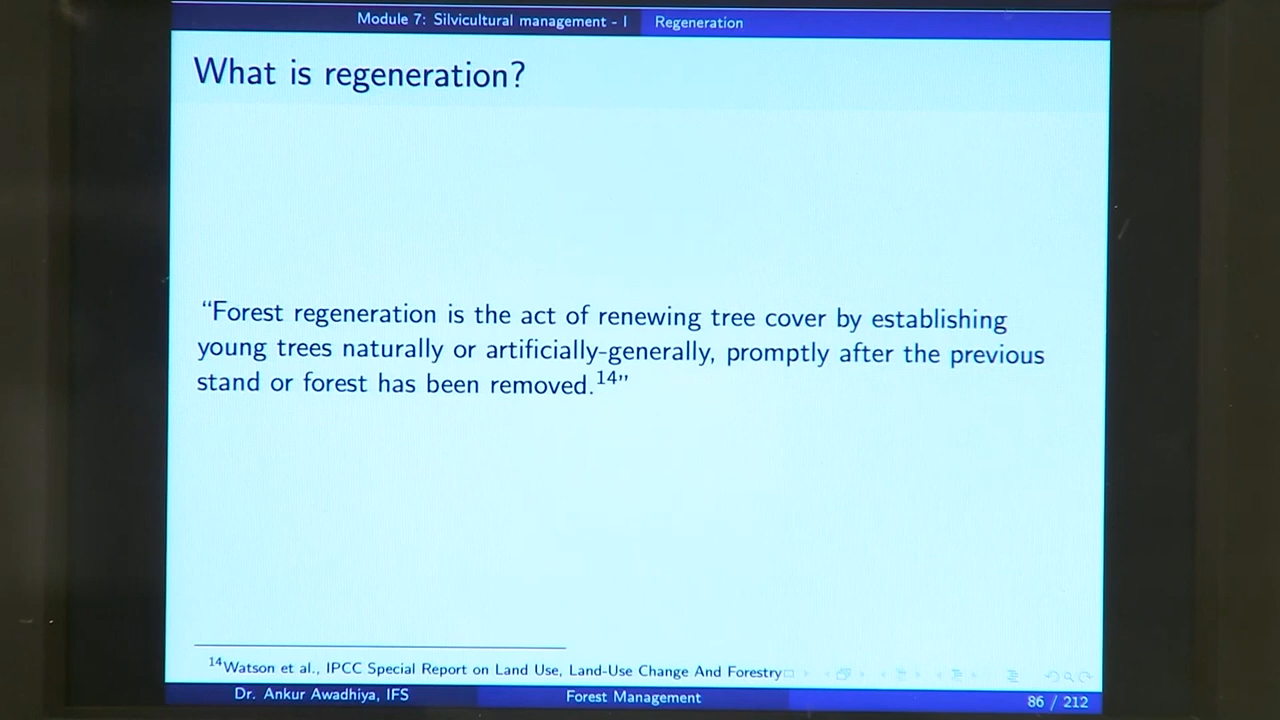 Module 7: Silvicultural management - I Regeneration
What is regeneration?
“Forest regeneration is the act of renewing tree cover by establishing
young trees naturally or artificially-generally, promptly after the previous
stand or forest has been removed.14”
14Watson et al., IPCC Special Report on Land Use, Land-Use Change And Forestry
Dr. Ankur Awadhiya, IFS Forest Management 86 / 212